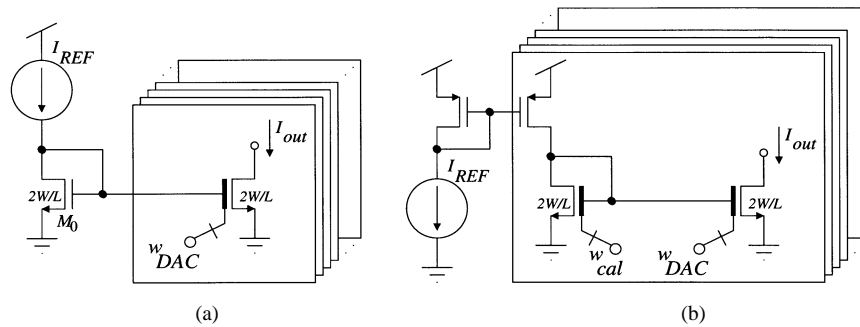 I_REF
2W/L
M_0
2W/L
I_out
w_DAC
(a)
I_REF
2W/L
w_cal
2W/L
I_out
w_DAC
(b)